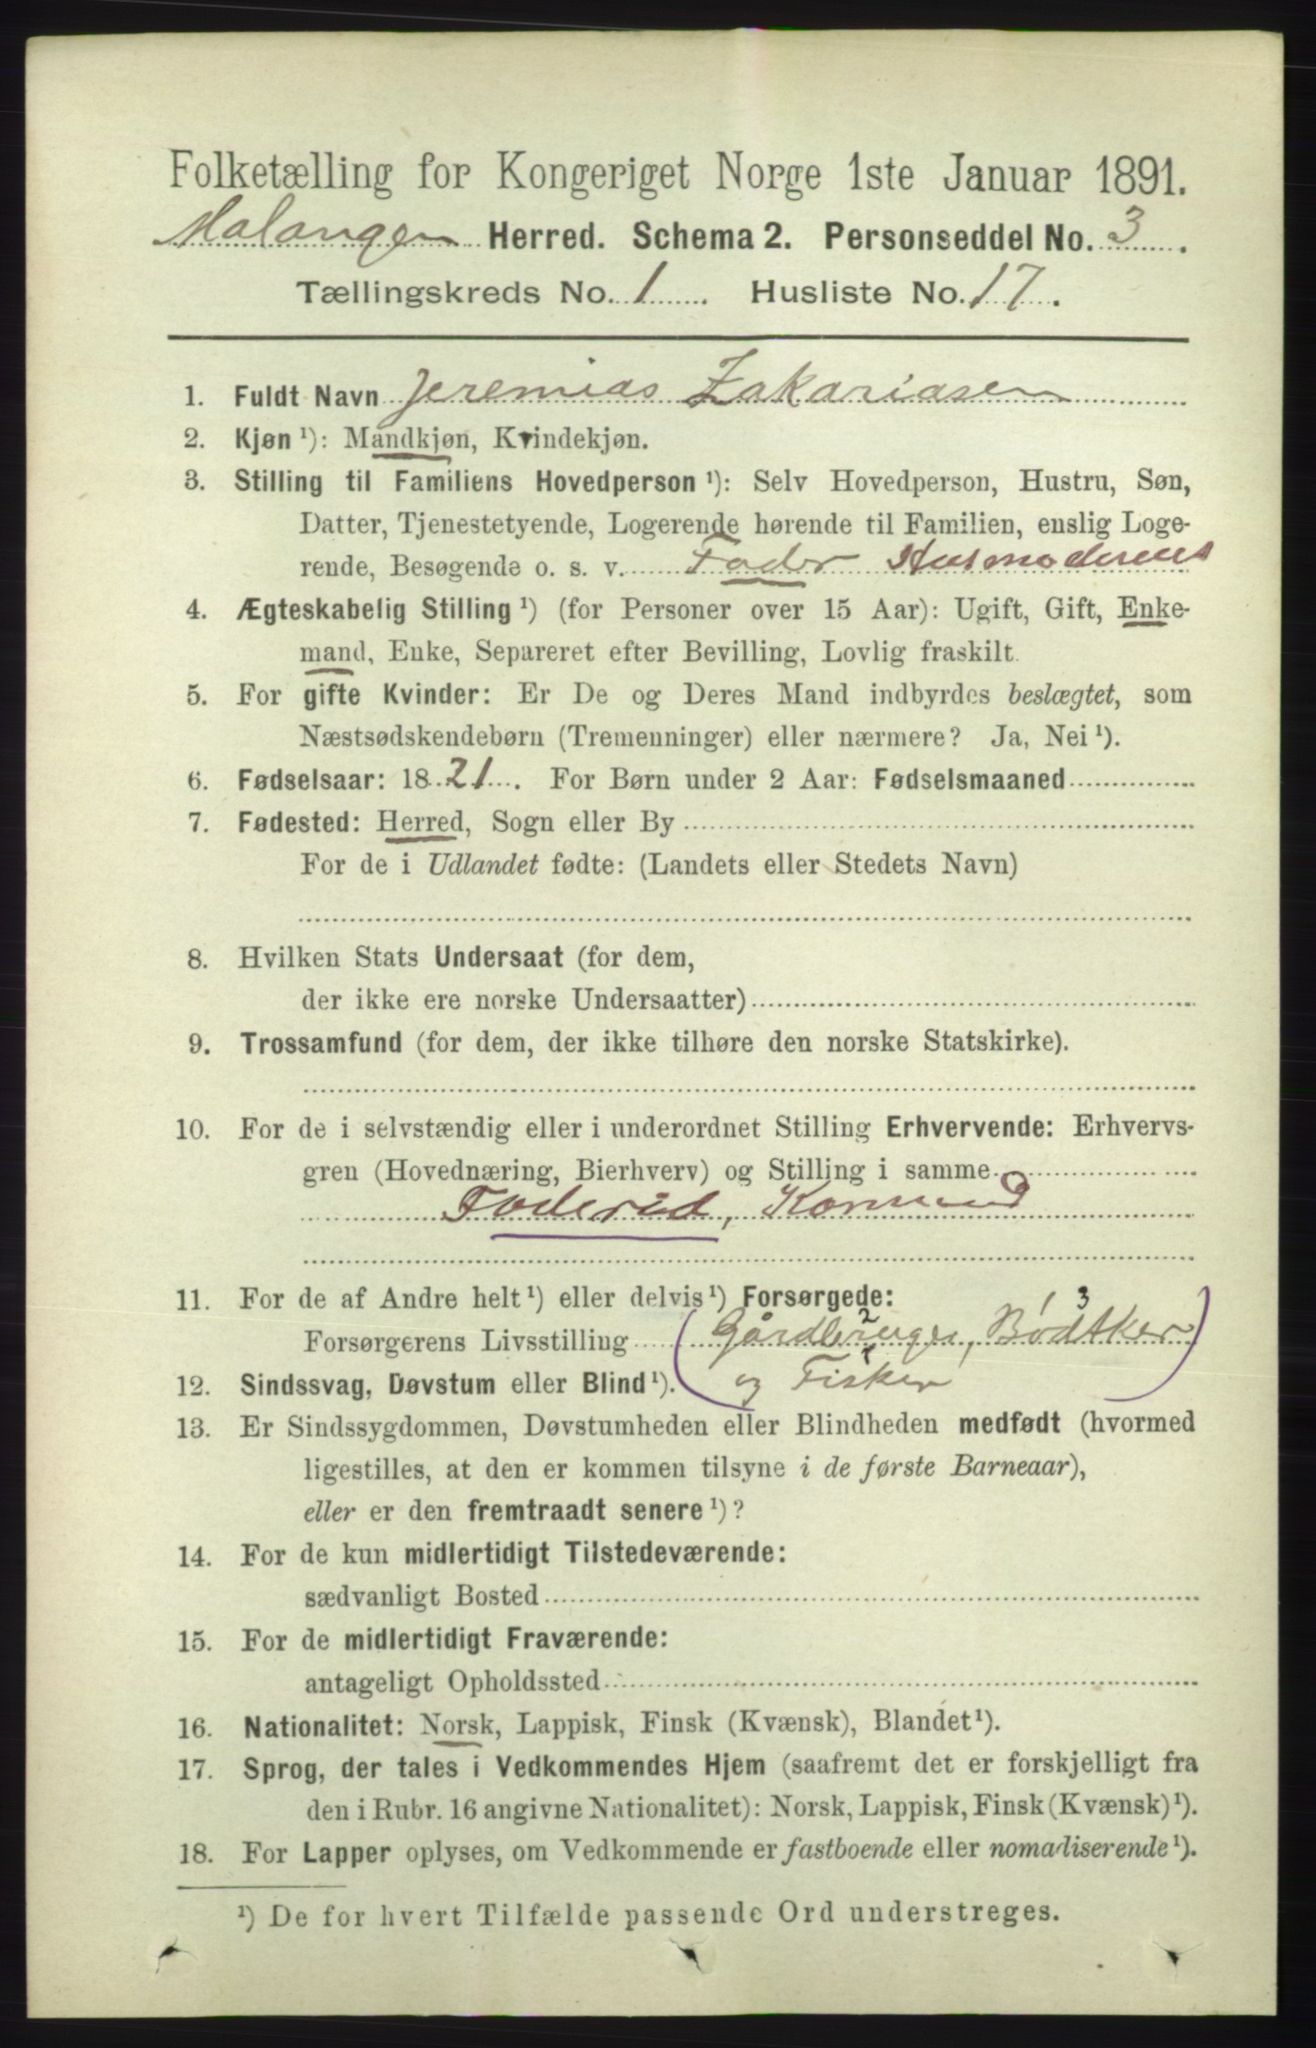 Folketælling for Kongeriget Norge 1ste Januar 1891.
Malangen Herred. Schema 2. Personseddel No. 3.
Tællingskreds No. 1. Husliste No. 17.
1. Fuldt Navn Jeremias Zakariasen
2. Kjøn ¹): Mandkjøn, Kvindekjøn.
3. Stilling til Familiens Hovedperson ¹): Selv Hovedperson, Hustru, Søn,
Datter, Tjenestetyende, Logerende hørende til Familien, enslig Loge-
rende, Besøgende o. s. v. Fader Husmoderens
4. Ægteskabelig Stilling ¹) (for Personer over 15 Aar): Ugift, Gift, Enke-
mand, Enke, Separeret efter Bevilling, Lovlig fraskilt.
5. For gifte Kvinder: Er De og Deres Mand indbyrdes beslægtet, som
Næstsødskendebørn (Tremenninger) eller nærmere? Ja, Nei ¹).
6. Fødselsaar: 1821. For Børn under 2 Aar: Fødselsmaaned
7. Fødested: Herred, Sogn eller By
For de i Udlandet fødte: (Landets eller Stedets Navn)
8. Hvilken Stats Undersaat (for dem,
der ikke ere norske Undersaatter)
9. Trossamfund (for dem, der ikke tilhøre den norske Statskirke).
10. For de i selvstændig eller i underordnet Stilling Erhvervende: Erhvervs-
gren (Hovednæring, Bierhverv) og Stilling i samme
Foderåd,
11. For de af Andre helt ¹) eller delvis ¹) Forsørgede:
Forsørgerens Livsstilling (Gårdbruger, 2 Bødtker 3
12. Sindssvag, Døvstum eller Blind ¹). og Fisker)
13. Er Sindssygdommen, Døvstumheden eller Blindheden medfødt (hvormed
ligestilles, at den er kommen tilsyne i de første Barneaar),
eller er den fremtraadt senere ¹)?
14. For de kun midlertidigt Tilstedeværende:
sædvanligt Bosted
15. For de midlertidigt Fraværende:
antageligt Opholdssted
16. Nationalitet: Norsk, Lappisk, Finsk (Kvænsk), Blandet ¹).
17. Sprog, der tales i Vedkommendes Hjem (saafremt det er forskjelligt fra
den i Rubr. 16 angivne Nationalitet): Norsk, Lappisk, Finsk (Kvænsk) ¹).
18. For Lapper oplyses, om Vedkommende er fastboende eller nomadiserende ¹).
¹) De for hvert Tilfælde passende Ord understreges.